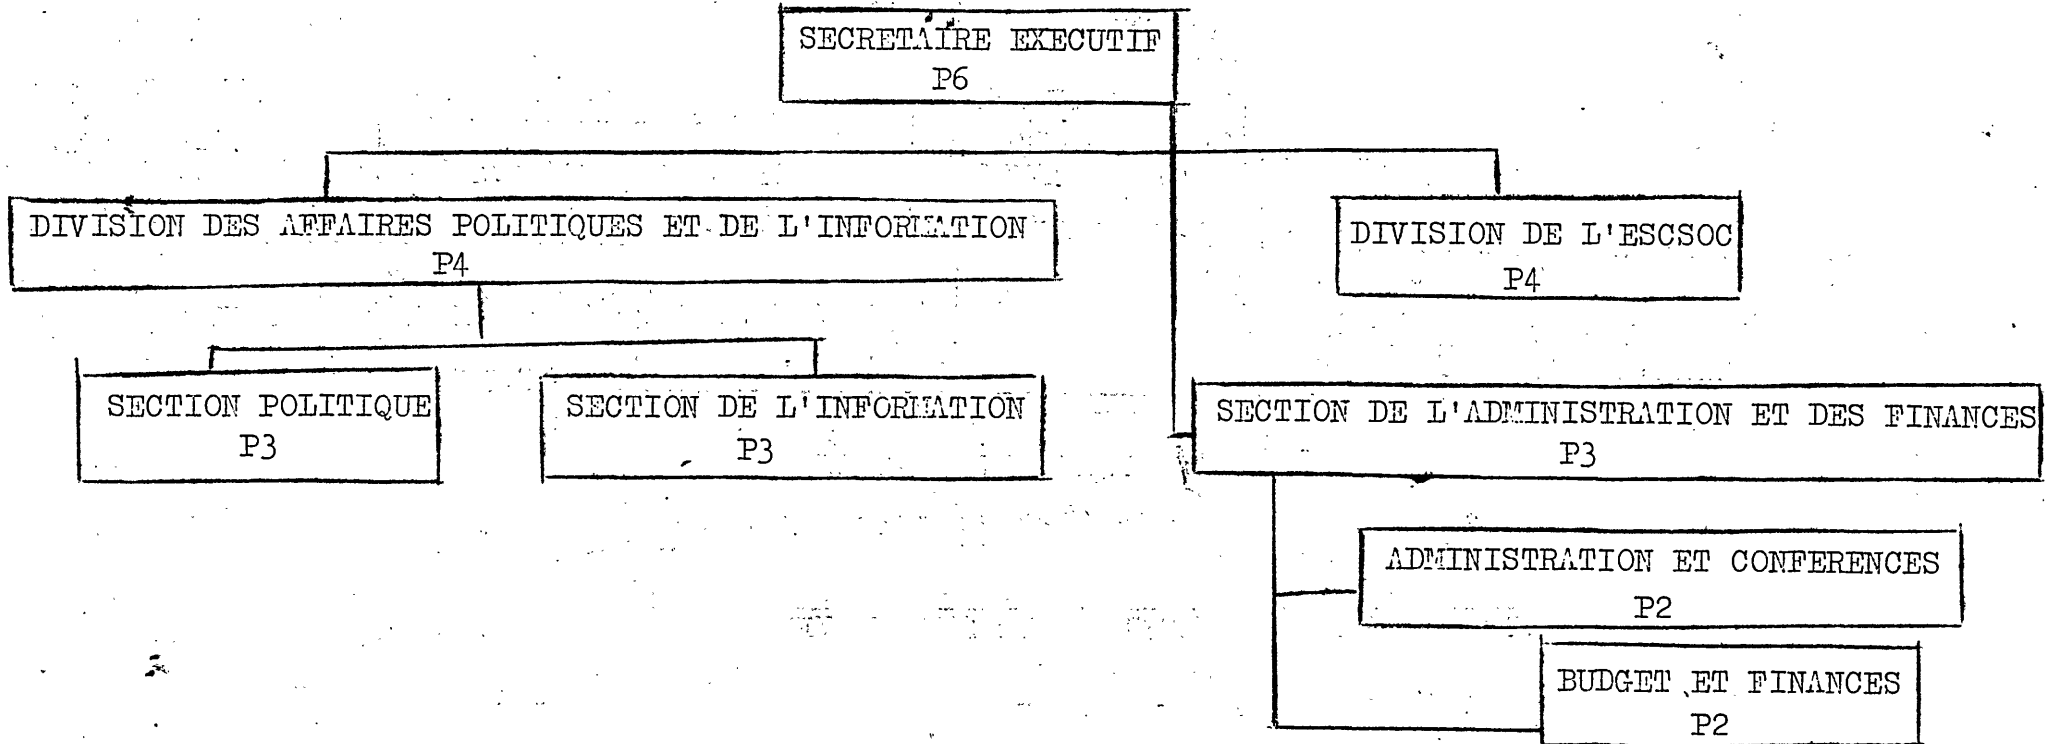 SECRETAIRE EXECUTIF
P6
DIVISION DES AFFAIRES POLITIQUES ET DE L'INFORMATION
P4
DIVISION DE L'ESCSOC
P4
SECTION POLITIQUE
P3
SECTION DE L'INFORMATION
P3
SECTION DE L'ADMINISTRATION ET DES FINANCES
P3
ADMINISTRATION ET CONFERENCES
P2
BUDGET ET FINANCES
P2